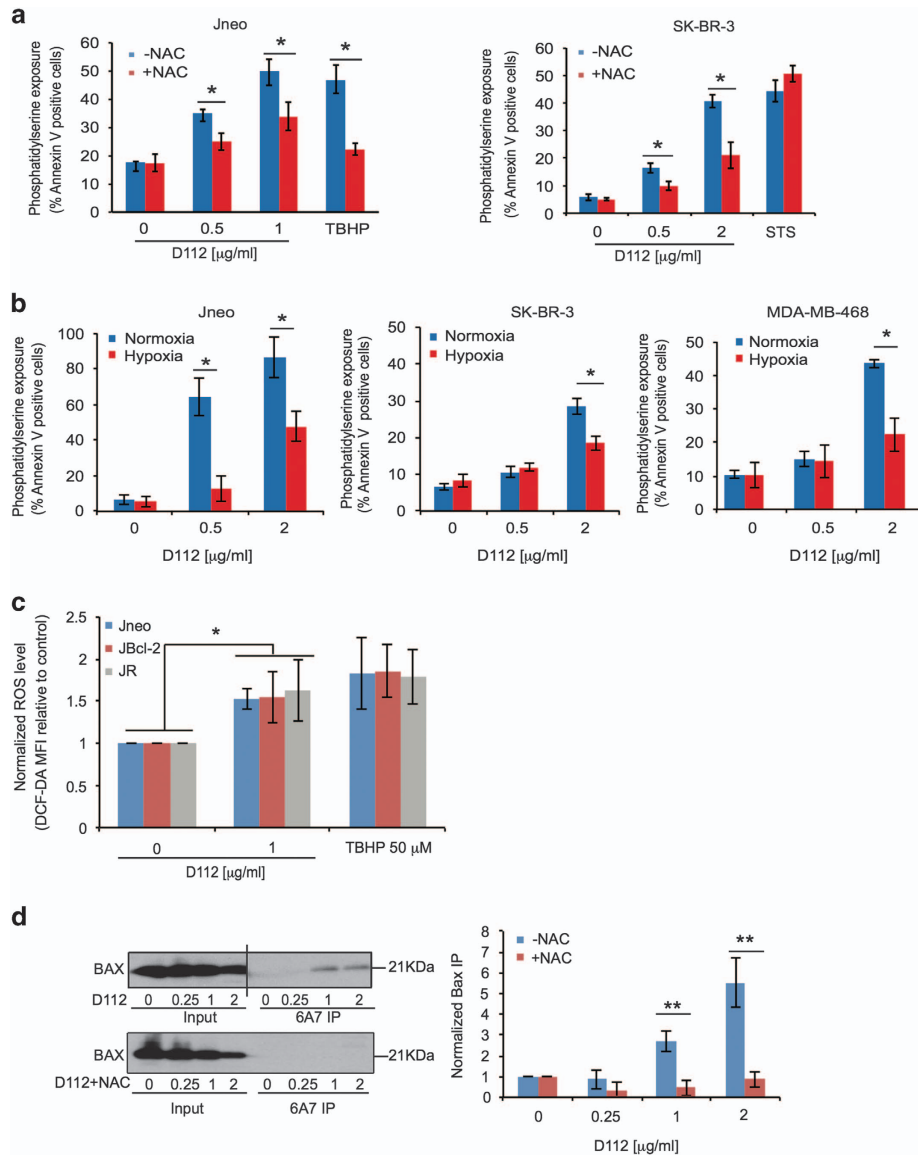 a
Jneo
Phosphatidylserine exposure
(% Annexin V positive cells)
60
50
40
30
20
10
0
-NAC
+NAC
*
*
*
0
0.5
1
TBHP
D112 [µg/ml]
SK-BR-3
Phosphatidylserine exposure
(% Annexin V positive cells)
60
50
40
30
20
10
0
-NAC
+NAC
*
*
0
0.5
2
STS
D112 [µg/ml]
b
Jneo
Phosphatidylserine exposure
(% Annexin V positive cells)
100
80
60
40
20
0
Normoxia
Hypoxia
*
*
0
0.5
2
D112 [µg/ml]
SK-BR-3
Phosphatidylserine exposure
(% Annexin V positive cells)
50
40
30
20
10
0
Normoxia
Hypoxia
*
0
0.5
2
D112 [µg/ml]
MDA-MB-468
Phosphatidylserine exposure
(% Annexin V positive cells)
50
40
30
20
10
0
Normoxia
Hypoxia
*
0
0.5
2
D112 [µg/ml]
c
Normalized ROS level
(DCF-DA MFI relative to control)
2.5
2
1.5
1
0.5
0
Jneo
JBcl-2
JR
*
0
1
TBHP 50 µM
D112 [µg/ml]
d
BAX
21KDa
D112 0 0.25 1 2 0 0.25 1 2
Input 6A7 IP
BAX
21KDa
D112+NAC 0 0.25 1 2 0 0.25 1 2
Input 6A7 IP
Normalized Bax IP
8
7
6
5
4
3
2
1
0
-NAC
+NAC
**
**
0
0.25
1
2
D112 [µg/ml]